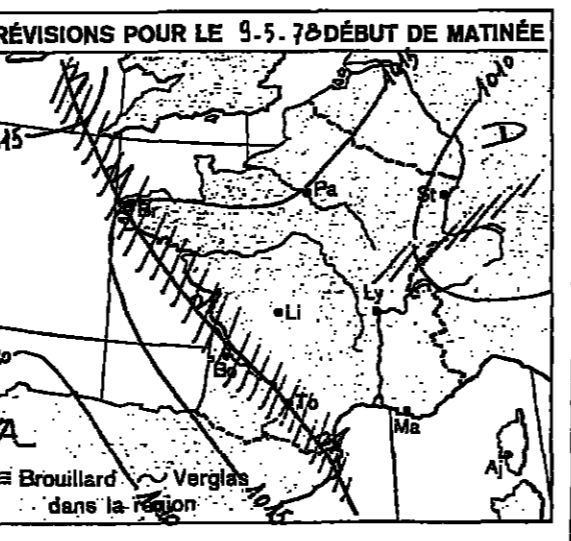 RÉVISIONS POUR LE 9-5-78 DÉBUT DE MATINÉE
1015
1010
15
D
Pa
St
Br
Ly
Li
Bo
To
Ma
A
Aj
Brouillard Verglas
dans la région
1015